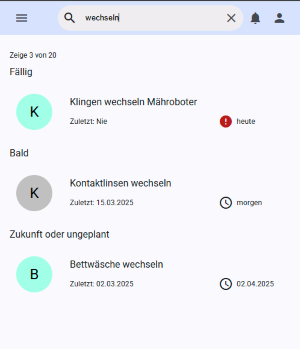 wechseln
Zeige 3 von 20
Fällig
K
Klingen wechseln Mähroboter
Zuletzt: Nie
heute
Bald
K
Kontaktlinsen wechseln
Zuletzt: 15.03.2025
morgen
Zukunft oder ungeplant
B
Bettwäsche wechseln
Zuletzt: 02.03.2025
02.04.2025